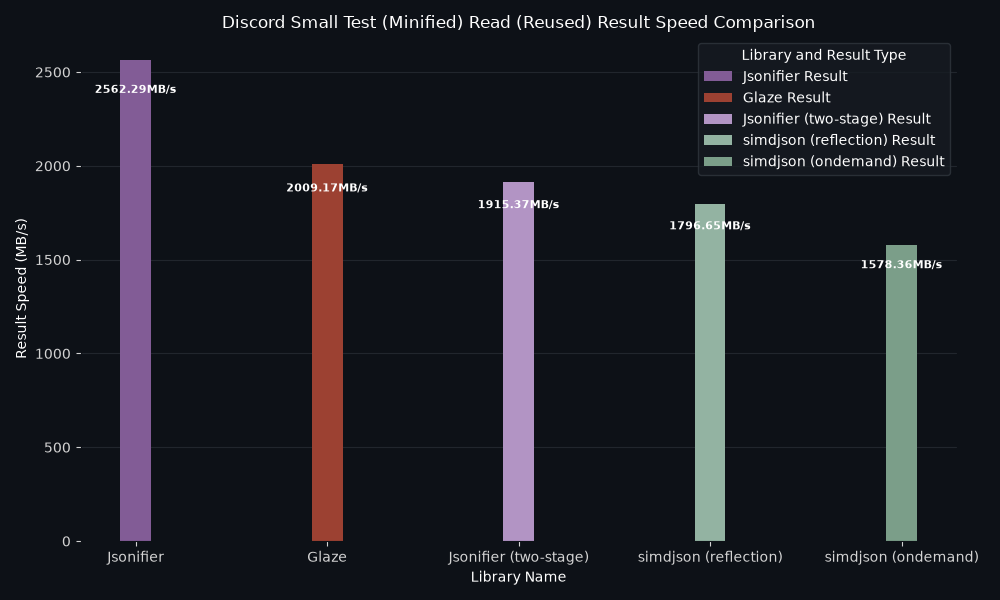 Discord Small Test (Minified) Read (Reused) Result Speed Comparison
Library and Result Type
Jsonifier Result
Glaze Result
Jsonifier (two-stage) Result
simdjson (reflection) Result
simdjson (ondemand) Result
Result Speed (MB/s)
2500
2000
1500
1000
500
0
2562.29MB/s
2009.17MB/s
1915.37MB/s
1796.65MB/s
1578.36MB/s
Jsonifier
Glaze
Jsonifier (two-stage)
simdjson (reflection)
simdjson (ondemand)
Library Name